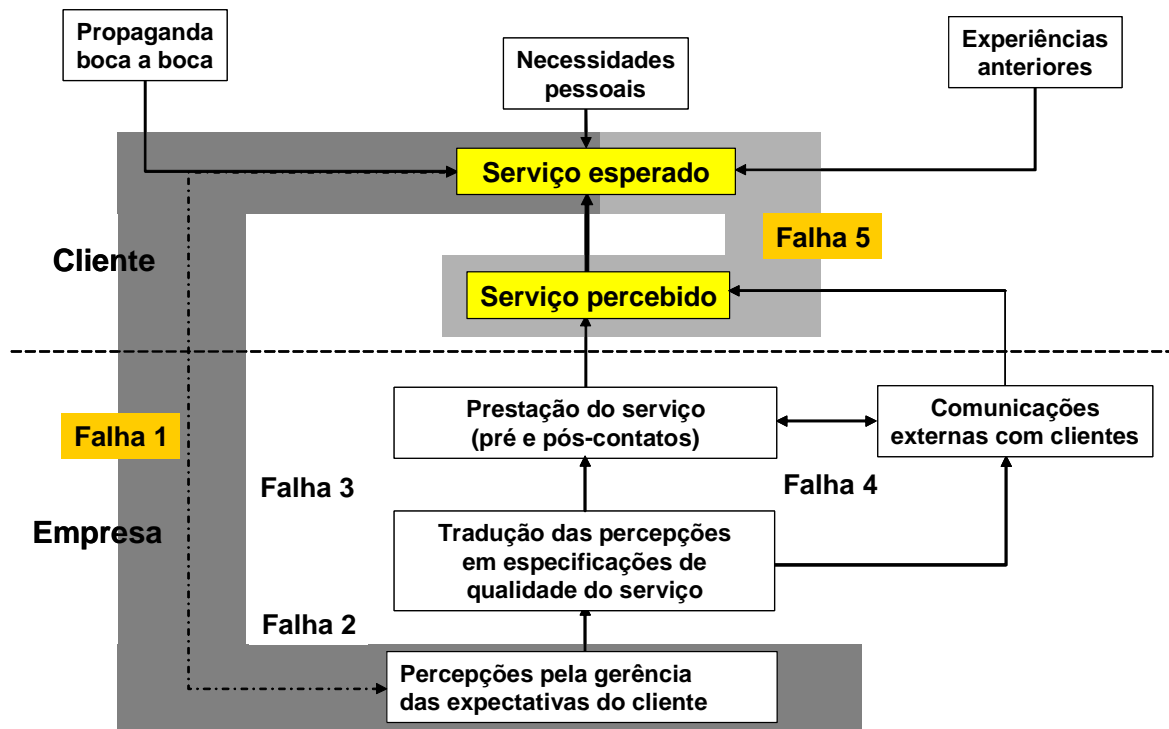 Propaganda
boca a boca
Necessidades
pessoais
Experiências
anteriores
Serviço esperado
Falha 5
Cliente
Serviço percebido
Prestação do serviço
(pré e pós-contatos)
Comunicações
externas com clientes
Falha 1
Falha 3
Falha 4
Empresa
Tradução das percepções
em especificações de
qualidade do serviço
Falha 2
Percepções pela gerência
das expectativas do cliente